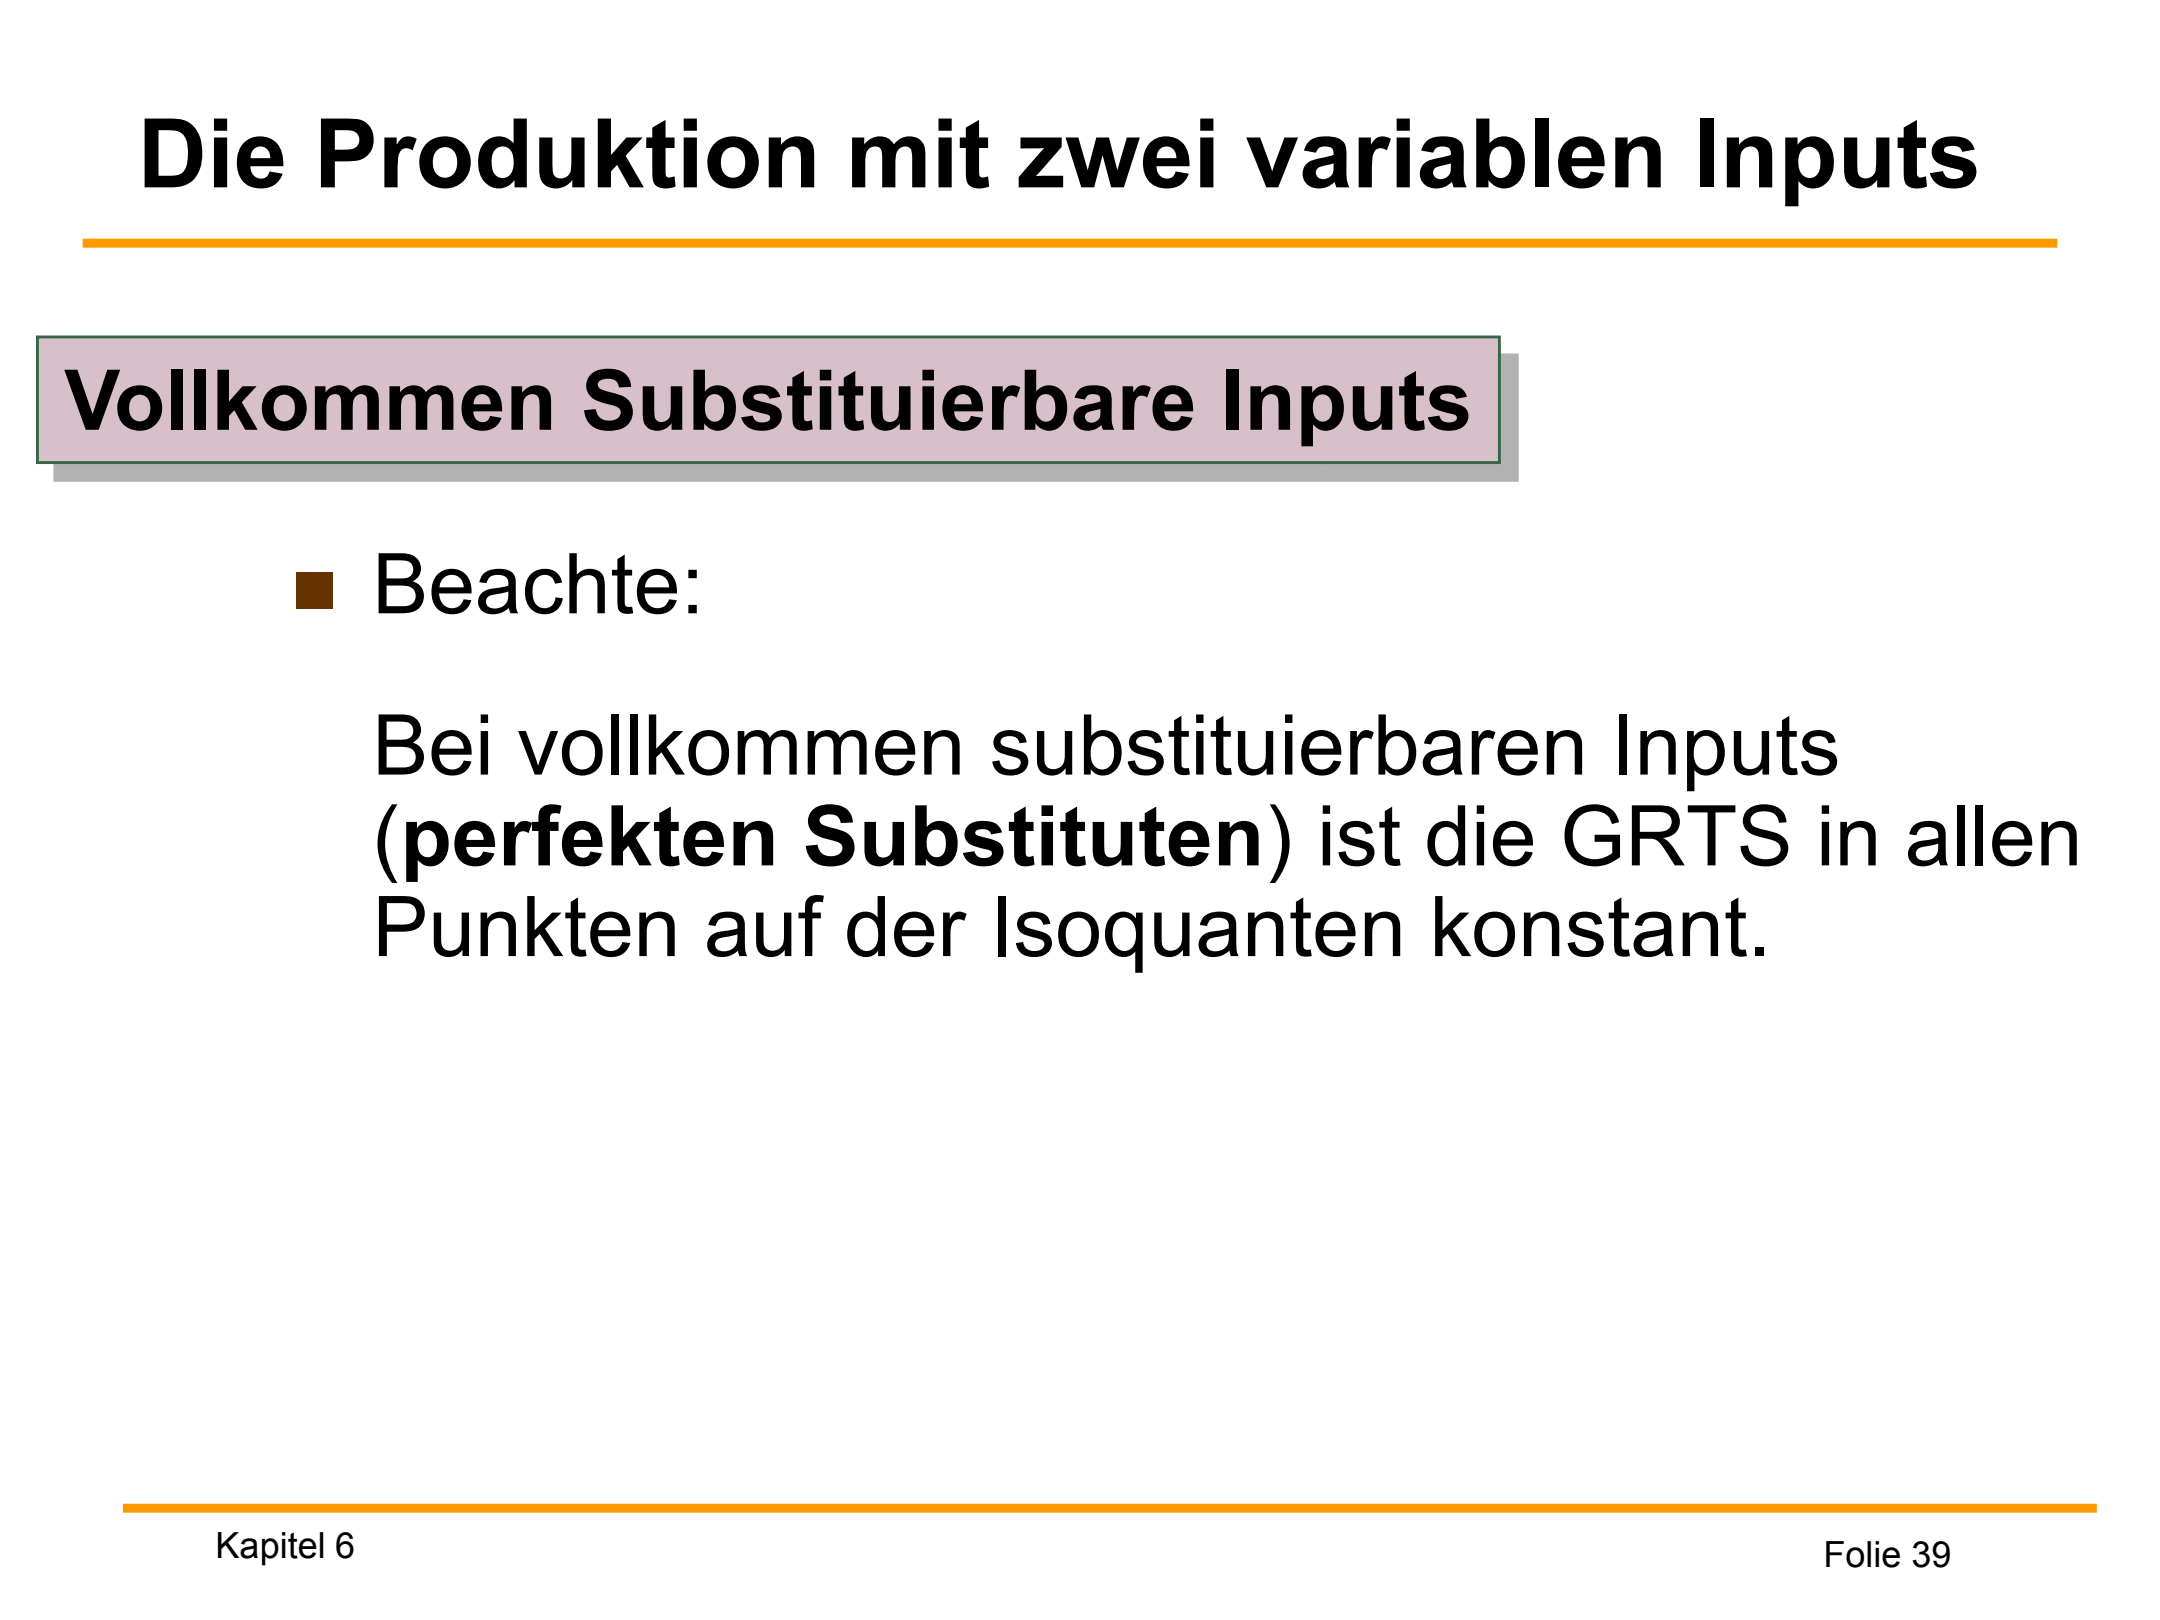 Die Produktion mit zwei variablen Inputs
Vollkommen Substituierbare Inputs
Beachte:
Bei vollkommen substituierbaren Inputs
(perfekten Substituten) ist die GRTS in allen
Punkten auf der Isoquanten konstant.
Kapitel 6
Folie 39